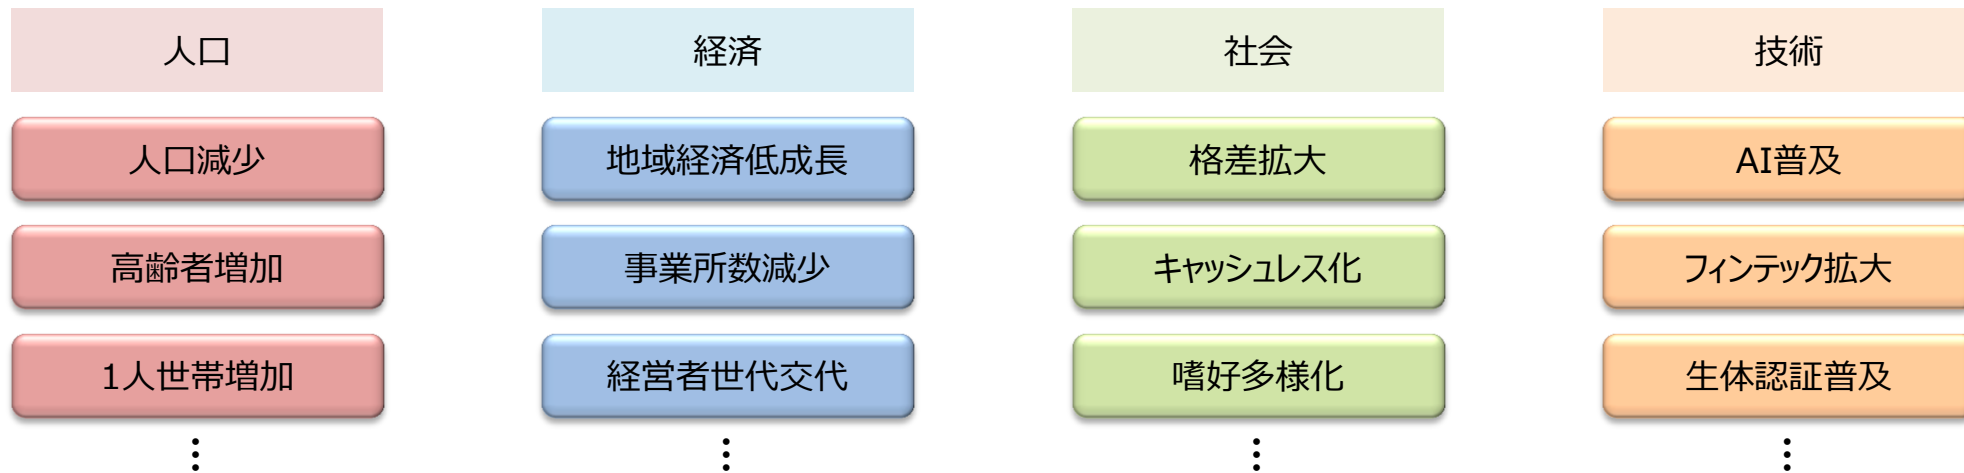 人口
経済
社会
技術
人口減少
地域経済低成長
格差拡大
AI普及
高齢者増加
事業所数減少
キャッシュレス化
フィンテック拡大
1人世帯増加
経営者世代交代
嗜好多様化
生体認証普及